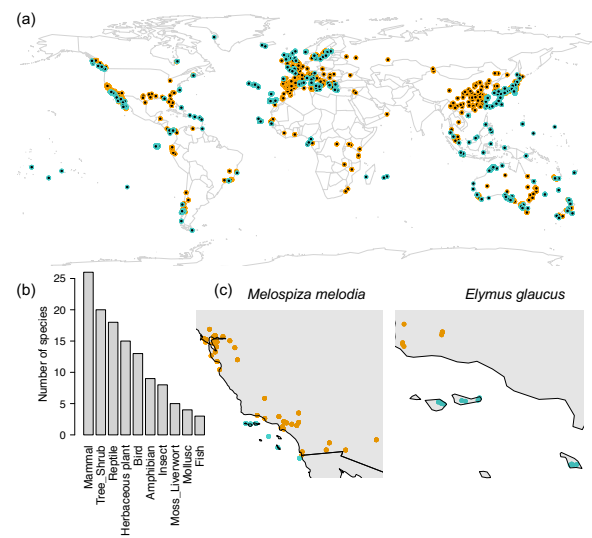 (a)
(b)
(c)
Melospiza melodia
Elymus glaucus
Number of species
25
20
15
10
5
0
Mammal
Tree_Shrub
Reptile
Herbaceous plant
Bird
Amphibian
Insect
Moss_Liverwort
Mollusc
Fish